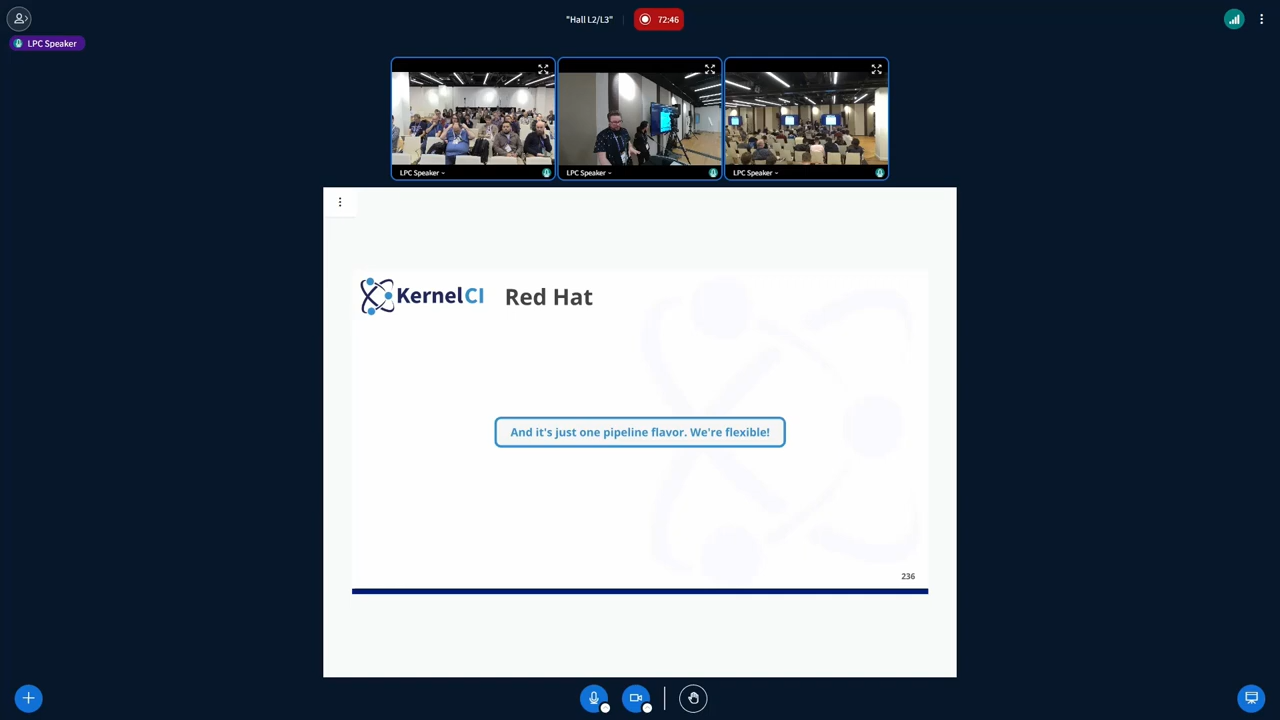 "Hall L2/L3"
72:46
LPC Speaker
LPC Speaker
LPC Speaker
LPC Speaker
KernelCI
Red Hat
And it's just one pipeline flavor. We're flexible!
236